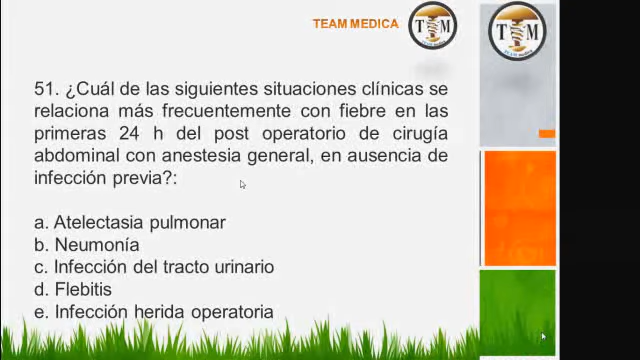 TEAM MEDICA
51. ¿Cuál de las siguientes situaciones clínicas se
relaciona más frecuentemente con fiebre en las
primeras 24 h del post operatorio de cirugía
abdominal con anestesia general, en ausencia de
infección previa?:
a. Atelectasia pulmonar
b. Neumonía
c. Infección del tracto urinario
d. Flebitis
e. Infección herida operatoria